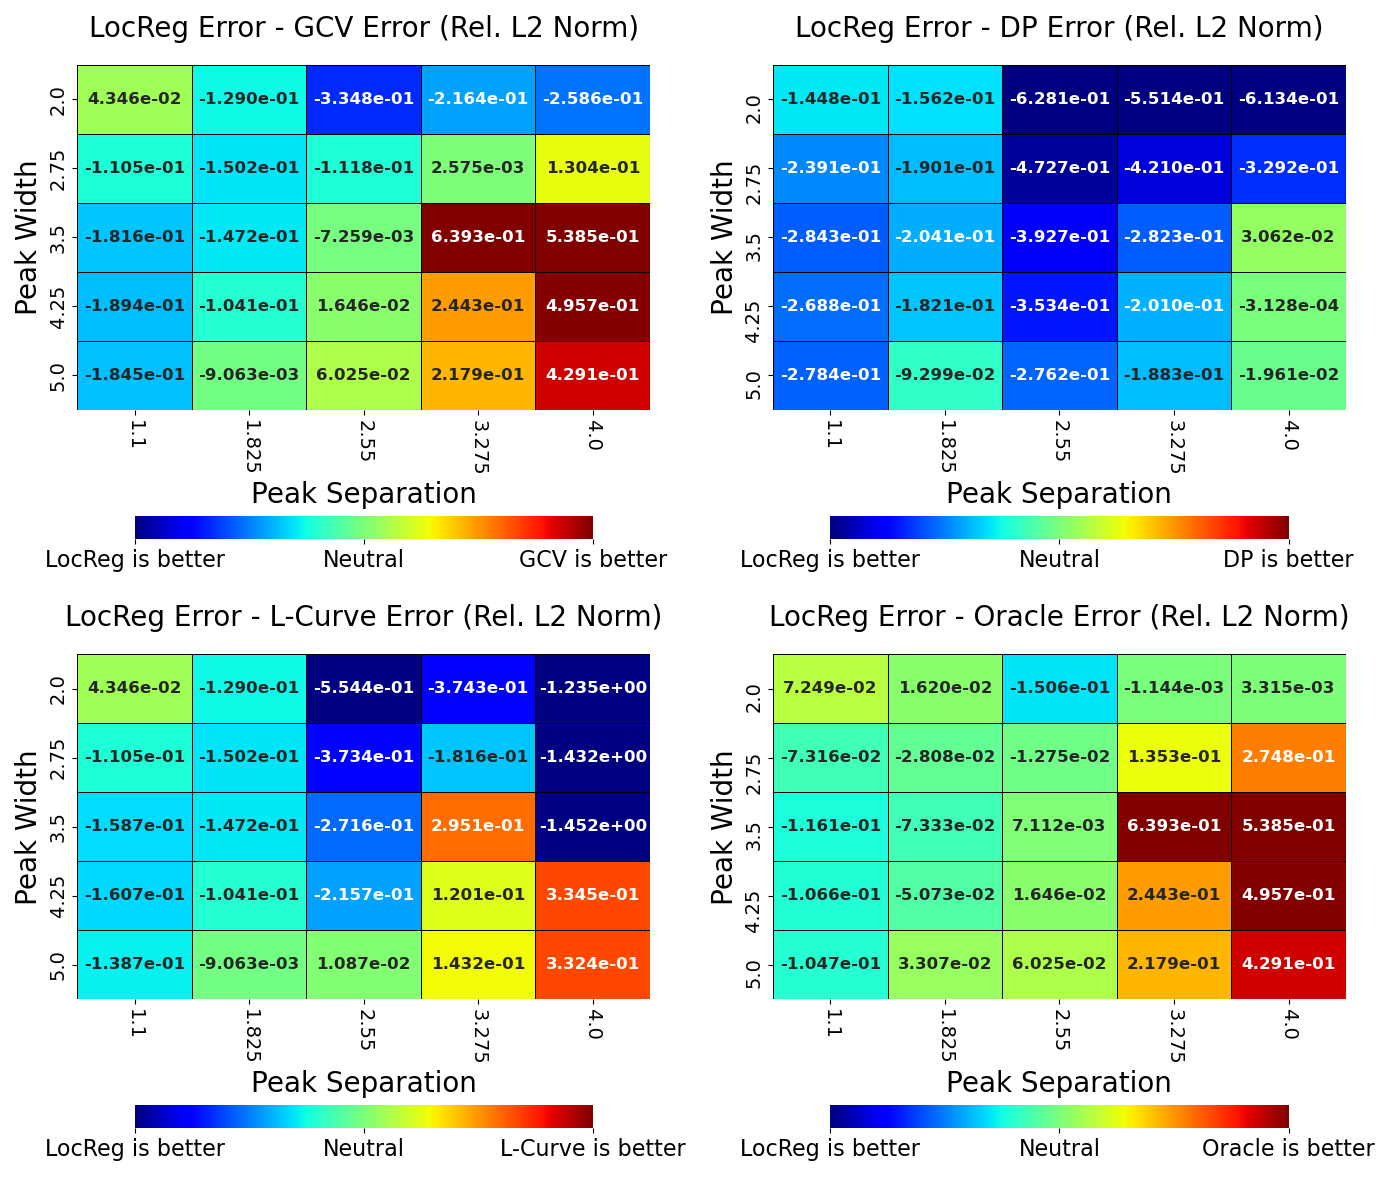 LocReg Error - GCV Error (Rel. L2 Norm)
Peak Width
2.0 4.346e-02 -1.290e-01 -3.348e-01 -2.164e-01 -2.586e-01
2.75 -1.105e-01 -1.502e-01 -1.118e-01 2.575e-03 1.304e-01
3.5 -1.816e-01 -1.472e-01 -7.259e-03 6.393e-01 5.385e-01
4.25 -1.894e-01 -1.041e-01 1.646e-02 2.443e-01 4.957e-01
5.0 -1.845e-01 -9.063e-03 6.025e-02 2.179e-01 4.291e-01
1.1 1.825 2.55 3.275 4.0
Peak Separation
LocReg is better Neutral GCV is better
LocReg Error - DP Error (Rel. L2 Norm)
Peak Width
2.0 -1.448e-01 -1.562e-01 -6.281e-01 -5.514e-01 -6.134e-01
2.75 -2.391e-01 -1.901e-01 -4.727e-01 -4.210e-01 -3.292e-01
3.5 -2.843e-01 -2.041e-01 -3.927e-01 -2.823e-01 3.062e-02
4.25 -2.688e-01 -1.821e-01 -3.534e-01 -2.010e-01 -3.128e-04
5.0 -2.784e-01 -9.299e-02 -2.762e-01 -1.883e-01 -1.961e-02
1.1 1.825 2.55 3.275 4.0
Peak Separation
LocReg is better Neutral DP is better
LocReg Error - L-Curve Error (Rel. L2 Norm)
Peak Width
2.0 4.346e-02 -1.290e-01 -5.544e-01 -3.743e-01 -1.235e+00
2.75 -1.105e-01 -1.502e-01 -3.734e-01 -1.816e-01 -1.432e+00
3.5 -1.587e-01 -1.472e-01 -2.716e-01 2.951e-01 -1.452e+00
4.25 -1.607e-01 -1.041e-01 -2.157e-01 1.201e-01 3.345e-01
5.0 -1.387e-01 -9.063e-03 1.087e-02 1.432e-01 3.324e-01
1.1 1.825 2.55 3.275 4.0
Peak Separation
LocReg is better Neutral L-Curve is better
LocReg Error - Oracle Error (Rel. L2 Norm)
Peak Width
2.0 7.249e-02 1.620e-02 -1.506e-01 -1.144e-03 3.315e-03
2.75 -7.316e-02 -2.808e-02 -1.275e-02 1.353e-01 2.748e-01
3.5 -1.161e-01 -7.333e-02 7.112e-03 6.393e-01 5.385e-01
4.25 -1.066e-01 -5.073e-02 1.646e-02 2.443e-01 4.957e-01
5.0 -1.047e-01 3.307e-02 6.025e-02 2.179e-01 4.291e-01
1.1 1.825 2.55 3.275 4.0
Peak Separation
LocReg is better Neutral Oracle is better